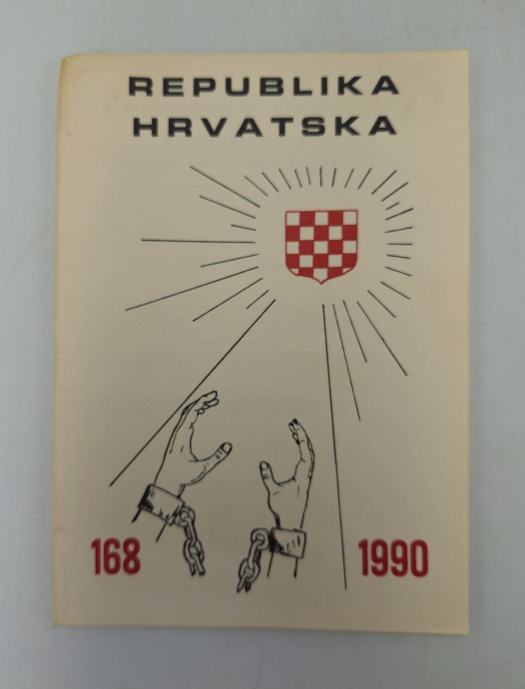 REPUBLIKA
HRVATSKA
168
1990